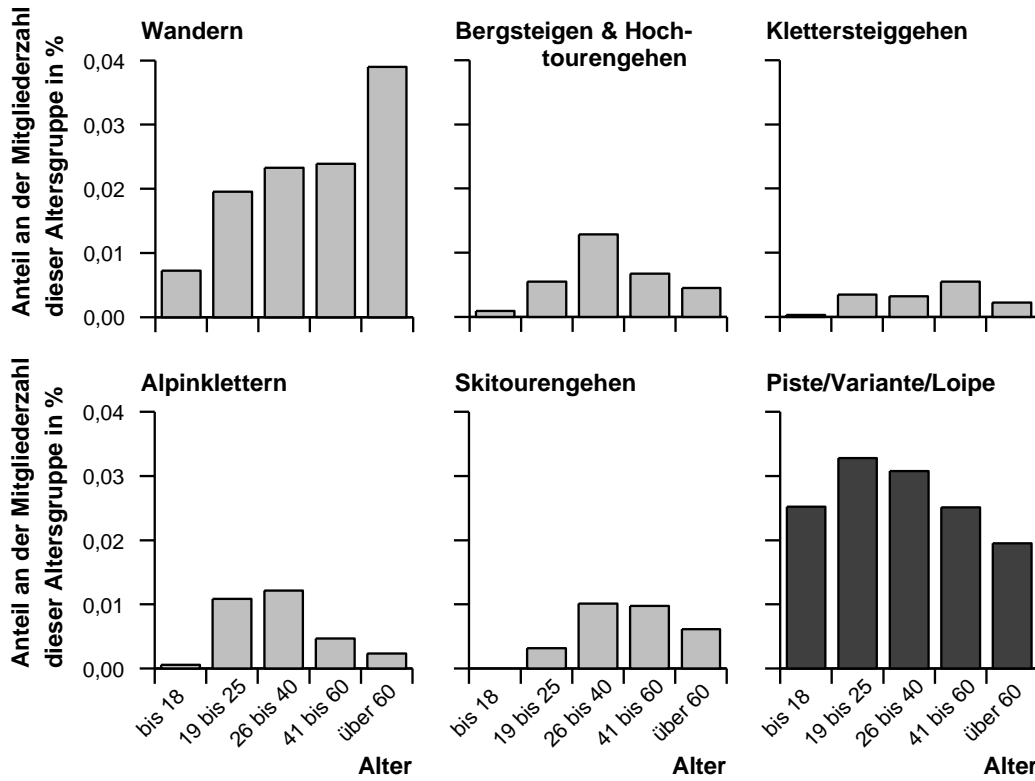 Wandern
Bergsteigen & Hoch-
tourengehen
Klettersteiggehen
Anteil an der Mitgliederzahl
dieser Altersgruppe in %
0,04
0,03
0,02
0,01
0,00
Alpinklettern
Skitourengehen
Piste/Variante/Loipe
Anteil an der Mitgliederzahl
dieser Altersgruppe in %
0,04
0,03
0,02
0,01
0,00
bis 18
19 bis 25
26 bis 40
41 bis 60
über 60
Alter
bis 18
19 bis 25
26 bis 40
41 bis 60
über 60
Alter
bis 18
19 bis 25
26 bis 40
41 bis 60
über 60
Alter